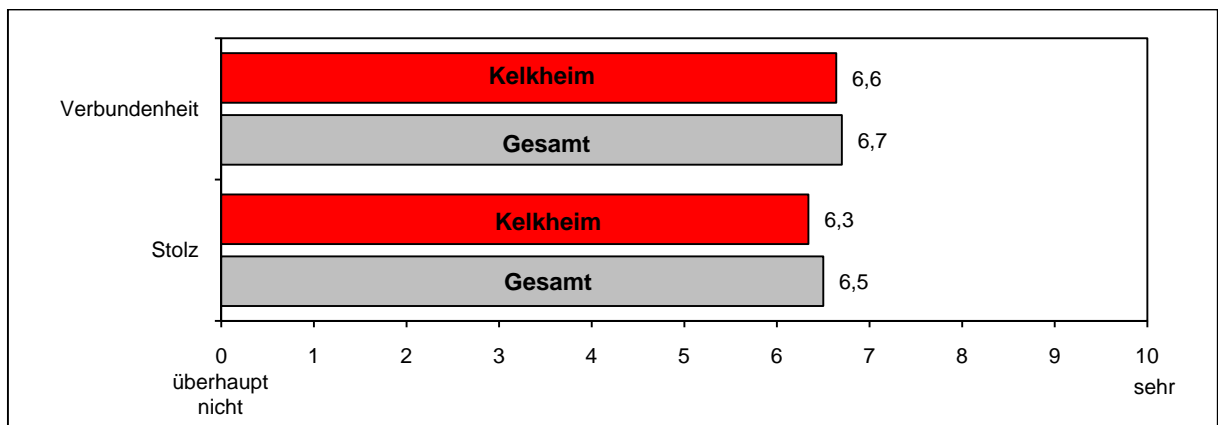 Kelkheim 6,6
Verbundenheit
Gesamt 6,7
Kelkheim 6,3
Stolz
Gesamt 6,5
0 1 2 3 4 5 6 7 8 9 10
überhaupt nicht sehr